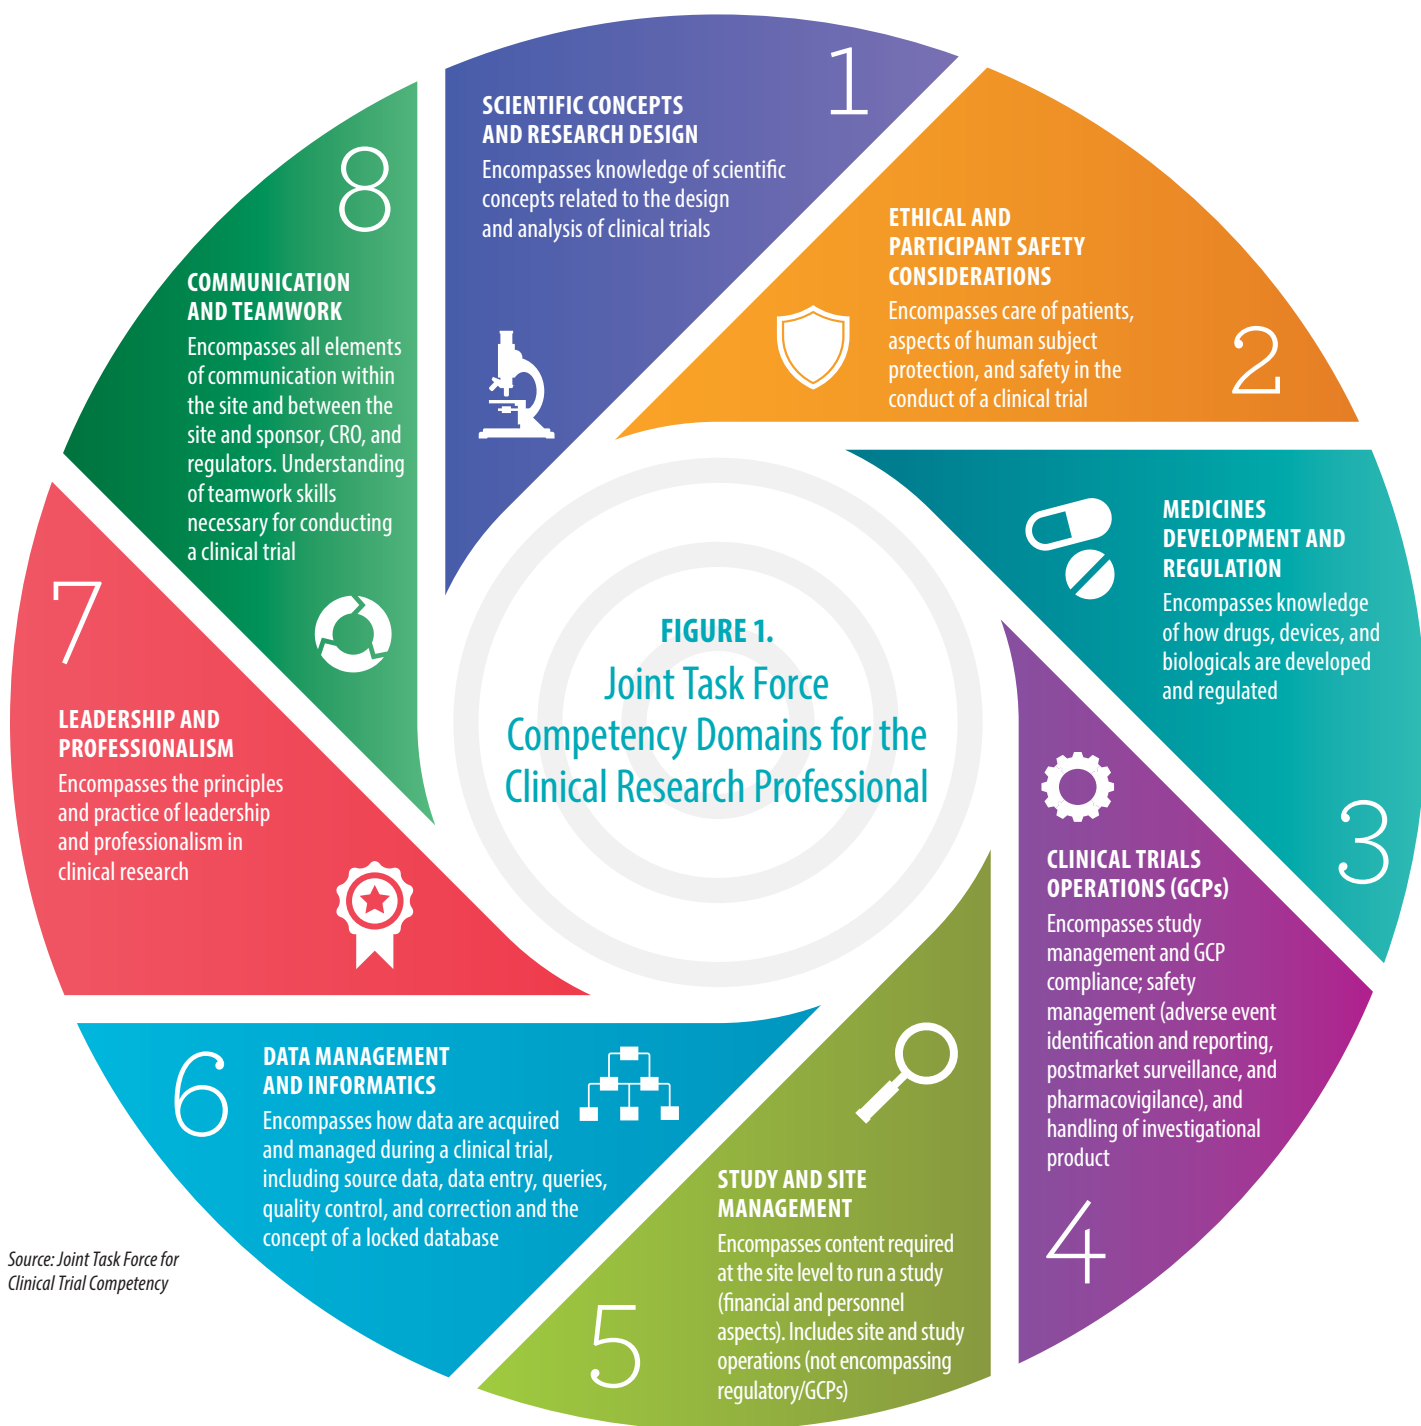 1
SCIENTIFIC CONCEPTS
AND RESEARCH DESIGN
Encompasses knowledge of scientific
concepts related to the design
and analysis of clinical trials
2
ETHICAL AND
PARTICIPANT SAFETY
CONSIDERATIONS
Encompasses care of patients,
aspects of human subject
protection, and safety in the
conduct of a clinical trial
3
MEDICINES
DEVELOPMENT AND
REGULATION
Encompasses knowledge
of how drugs, devices, and
biologicals are developed
and regulated
4
CLINICAL TRIALS
OPERATIONS (GCPs)
Encompasses study
management and GCP
compliance; safety
management (adverse event
identification and reporting,
postmarket surveillance, and
pharmacovigilance), and
handling of investigational
product
5
STUDY AND SITE
MANAGEMENT
Encompasses content required
at the site level to run a study
(financial and personnel
aspects). Includes site and study
operations (not encompassing
regulatory/GCPs)
6
DATA MANAGEMENT
AND INFORMATICS
Encompasses how data are acquired
and managed during a clinical trial,
including source data, data entry, queries,
quality control, and correction and the
concept of a locked database
7
LEADERSHIP AND
PROFESSIONALISM
Encompasses the principles
and practice of leadership
and professionalism in
clinical research
8
COMMUNICATION
AND TEAMWORK
Encompasses all elements
of communication within
the site and between the
site and sponsor, CRO, and
regulators. Understanding
of teamwork skills
necessary for conducting
a clinical trial
FIGURE 1.
Joint Task Force
Competency Domains for the
Clinical Research Professional
Source: Joint Task Force for
Clinical Trial Competency